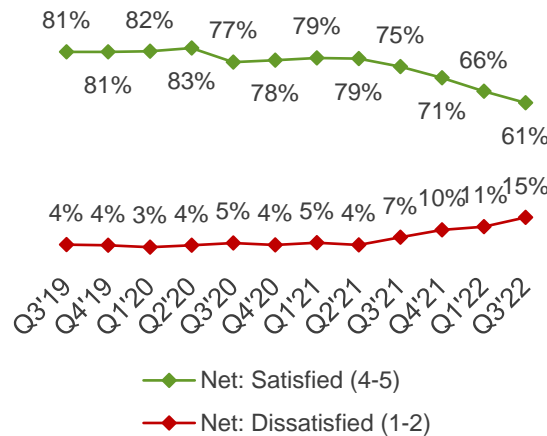 81%
81%
82%
83%
77%
78%
79%
79%
75%
71%
66%
61%
4%
4%
3%
4%
5%
4%
5%
4%
7%
10%
11%
15%
Q3'19
Q4'19
Q1'20
Q2'20
Q3'20
Q4'20
Q1'21
Q2'21
Q3'21
Q4'21
Q1'22
Q3'22
Net: Satisfied (4-5)
Net: Dissatisfied (1-2)